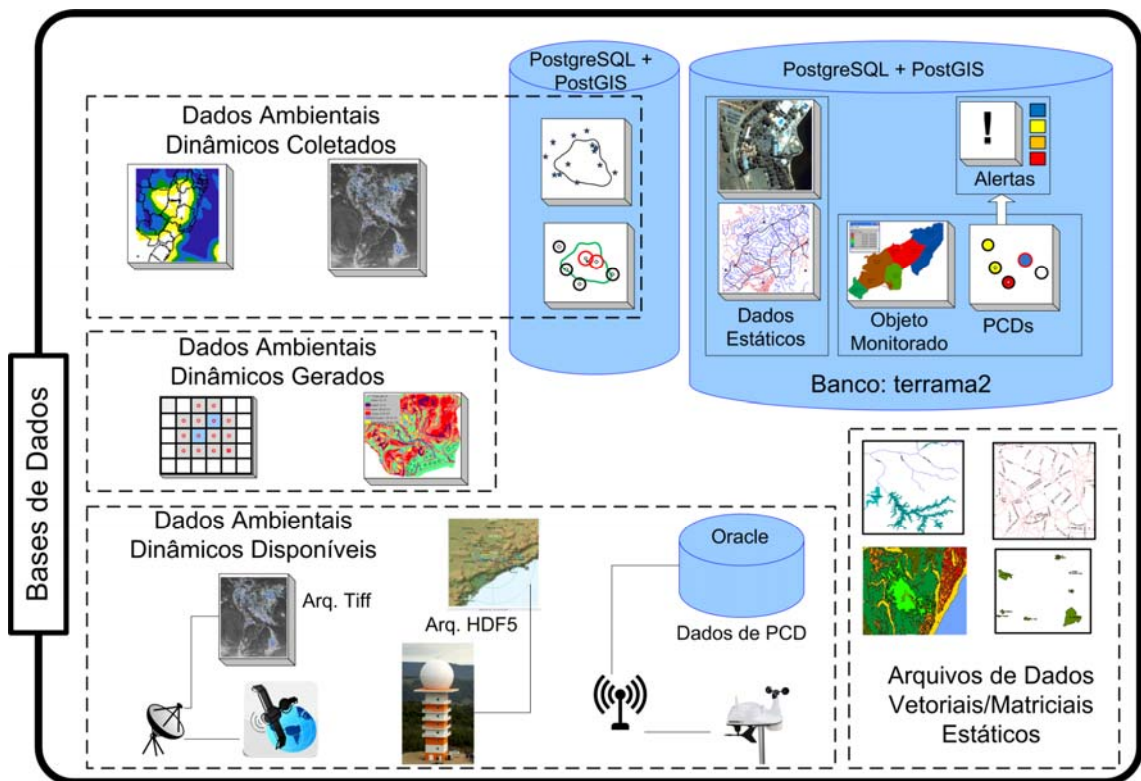 Bases de Dados
Dados Ambientais
Dinâmicos Coletados
PostgreSQL +
PostGIS
PostgreSQL + PostGIS
!
Alertas
Dados
Estáticos
Objeto
Monitorado
PCDs
Banco: terrama2
Dados Ambientais
Dinâmicos Gerados
Dados Ambientais
Dinâmicos Disponíveis
Arq. Tiff
Arq. HDF5
Oracle
Dados de PCD
Arquivos de Dados
Vetoriais/Matriciais
Estáticos